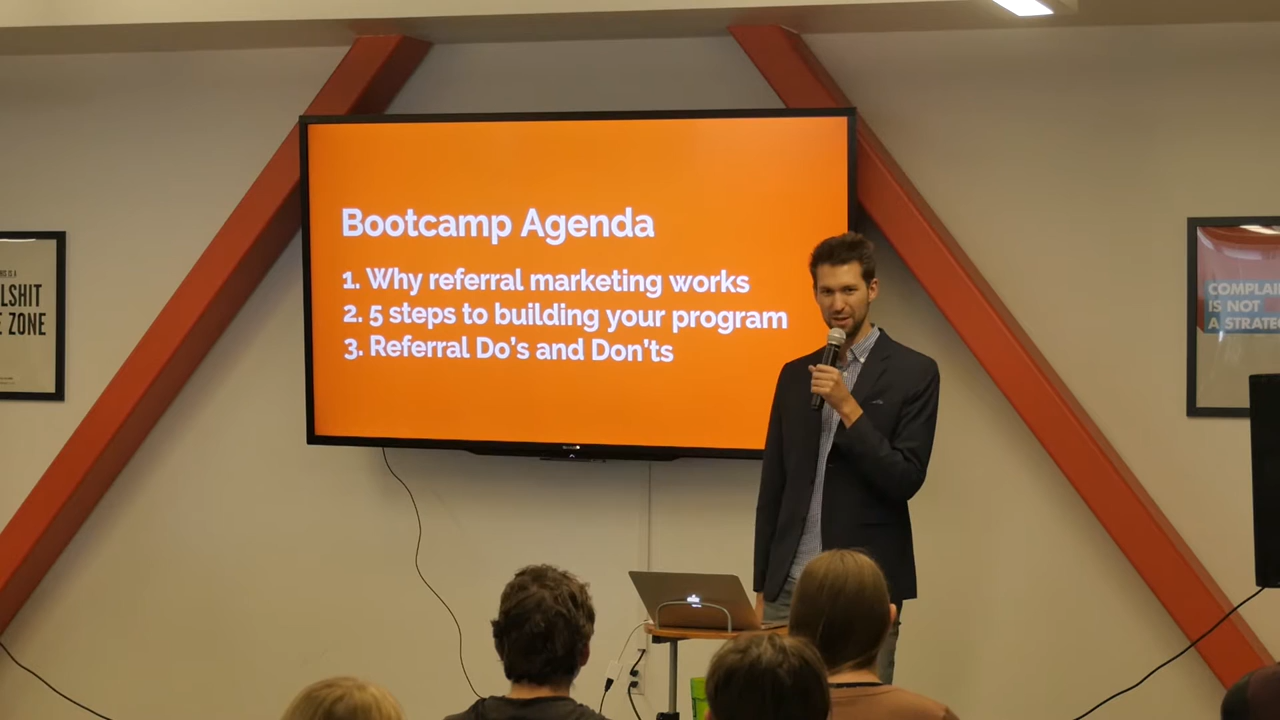 Bootcamp Agenda
1. Why referral marketing works
2. 5 steps to building your program
3. Referral Do's and Don'ts
LSHIT
ZONE
COMPLAI
IS NOT
A STRATE